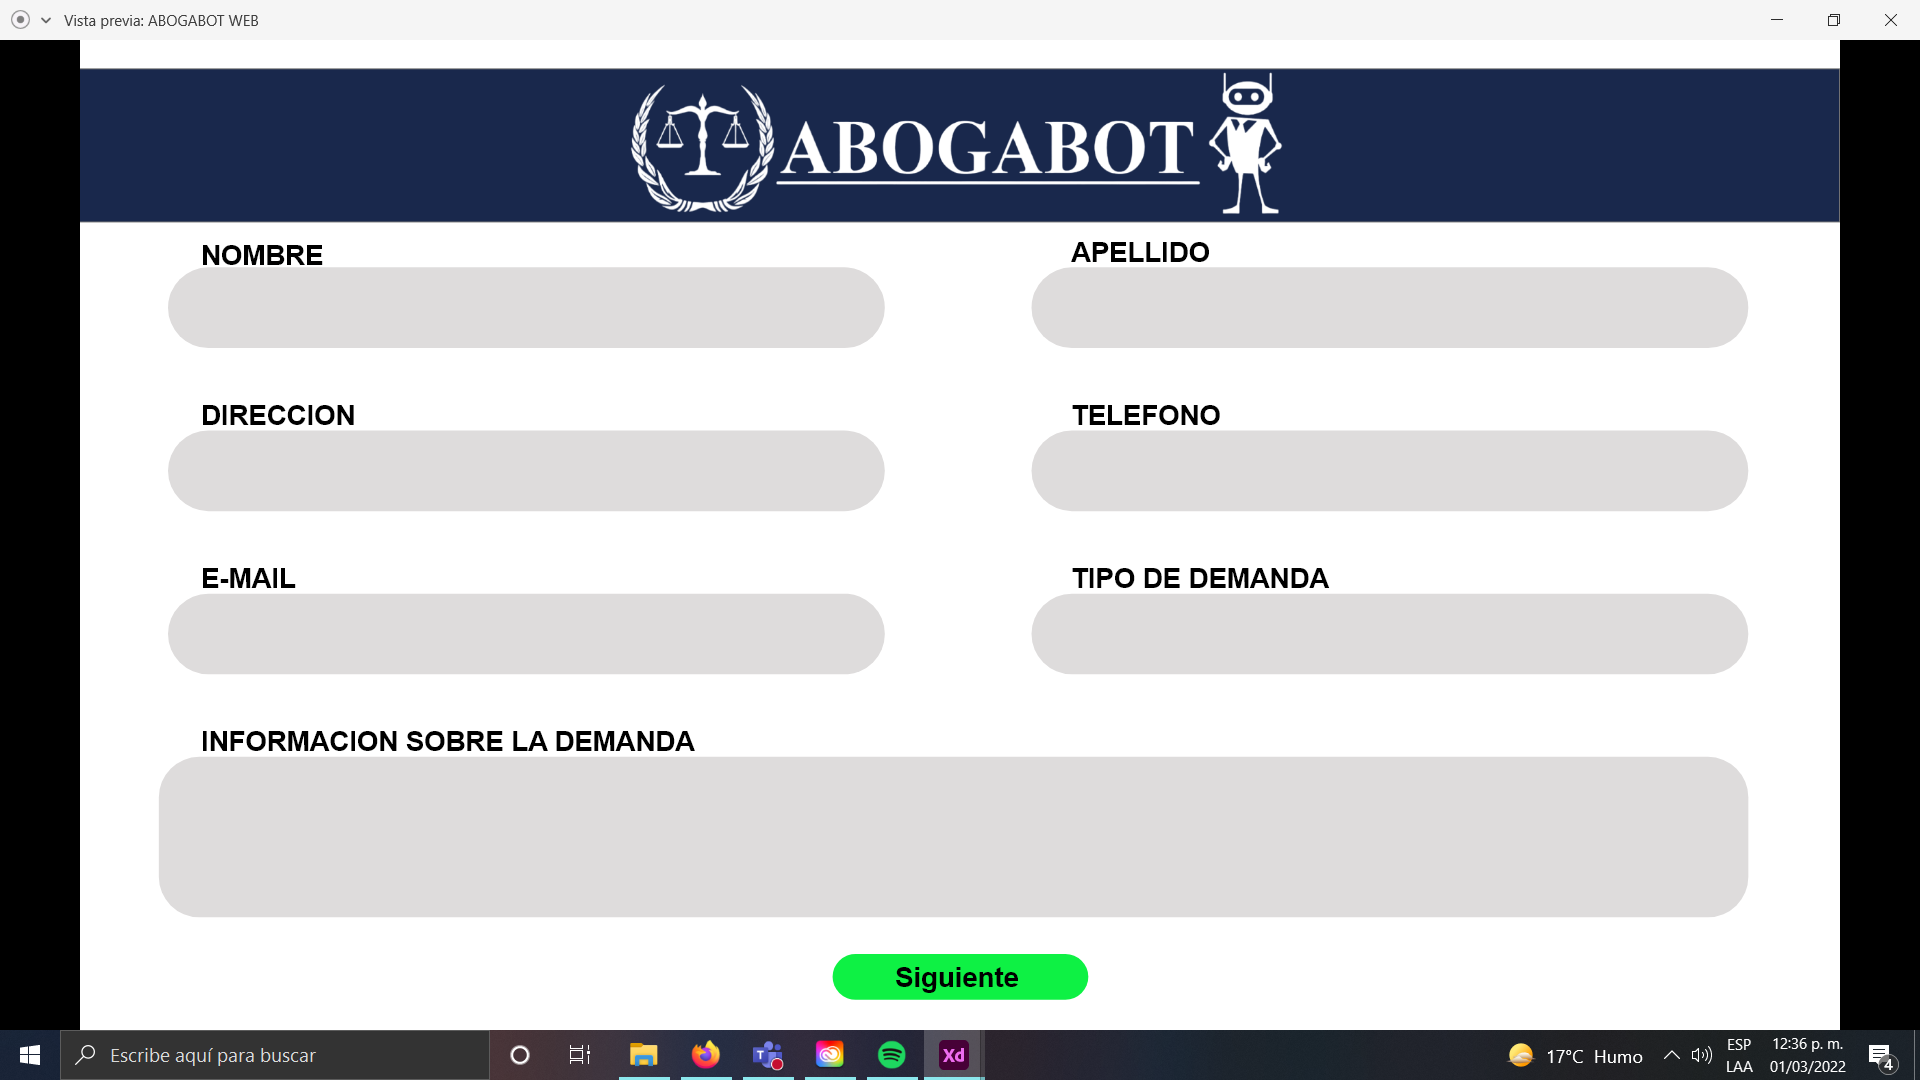 Vista previa: ABOGABOT WEB
ABOGABOT
NOMBRE
APELLIDO
DIRECCION
TELEFONO
E-MAIL
TIPO DE DEMANDA
INFORMACION SOBRE LA DEMANDA
Siguiente
Escribe aquí para buscar
T
Xd
17°C Humo
ESP
LAA
12:36 p. m.
01/03/2022
4